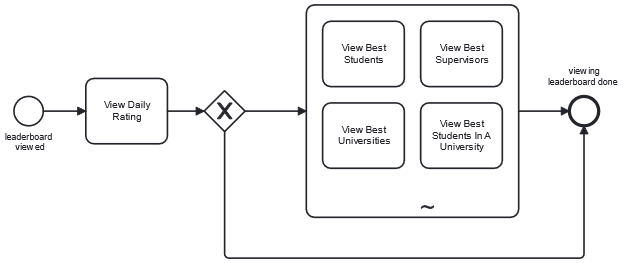 leaderboard
viewed
View Daily
Rating
X
View Best
Students
View Best
Supervisors
View Best
Universities
View Best
Students In A
University
~
viewing
leaderboard done